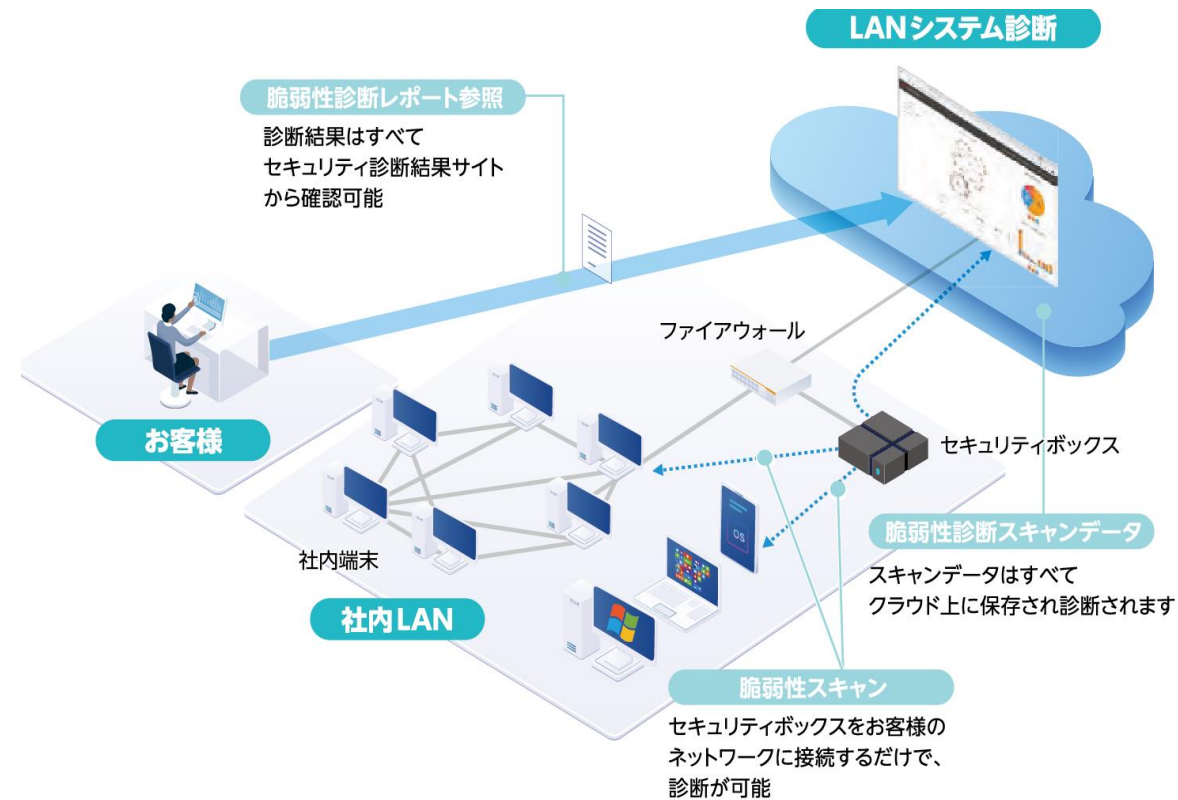 LANシステム診断
脆弱性診断レポート参照
診断結果はすべて
セキュリティ診断結果サイト
から確認可能
ファイアウォール
お客様
セキュリティボックス
OS
脆弱性診断スキャンデータ
スキャンデータはすべて
クラウド上に保存され診断されます
社内端末
社内LAN
脆弱性スキャン
セキュリティボックスをお客様の
ネットワークに接続するだけで、
診断が可能